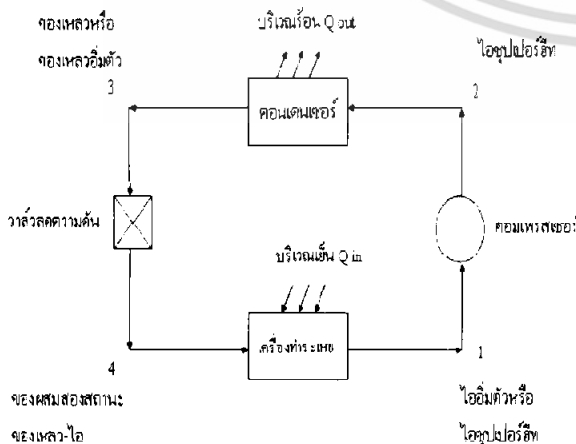 ของเหลวหรือ
ของเหลวอิ่มตัว
3
บริเวณร้อน Q out
ไอซุปเปอร์ฮีท
2
คอนเดนเซอร์
วาล์วลดความดัน
คอมเพรสเซอร์
บริเวณเย็น Q in
เครื่องทำระเหย
4
1
ของผสมสองสถานะ
ของเหลว-ไอ
ไออิ่มตัวหรือ
ไอซุปเปอร์ฮีท